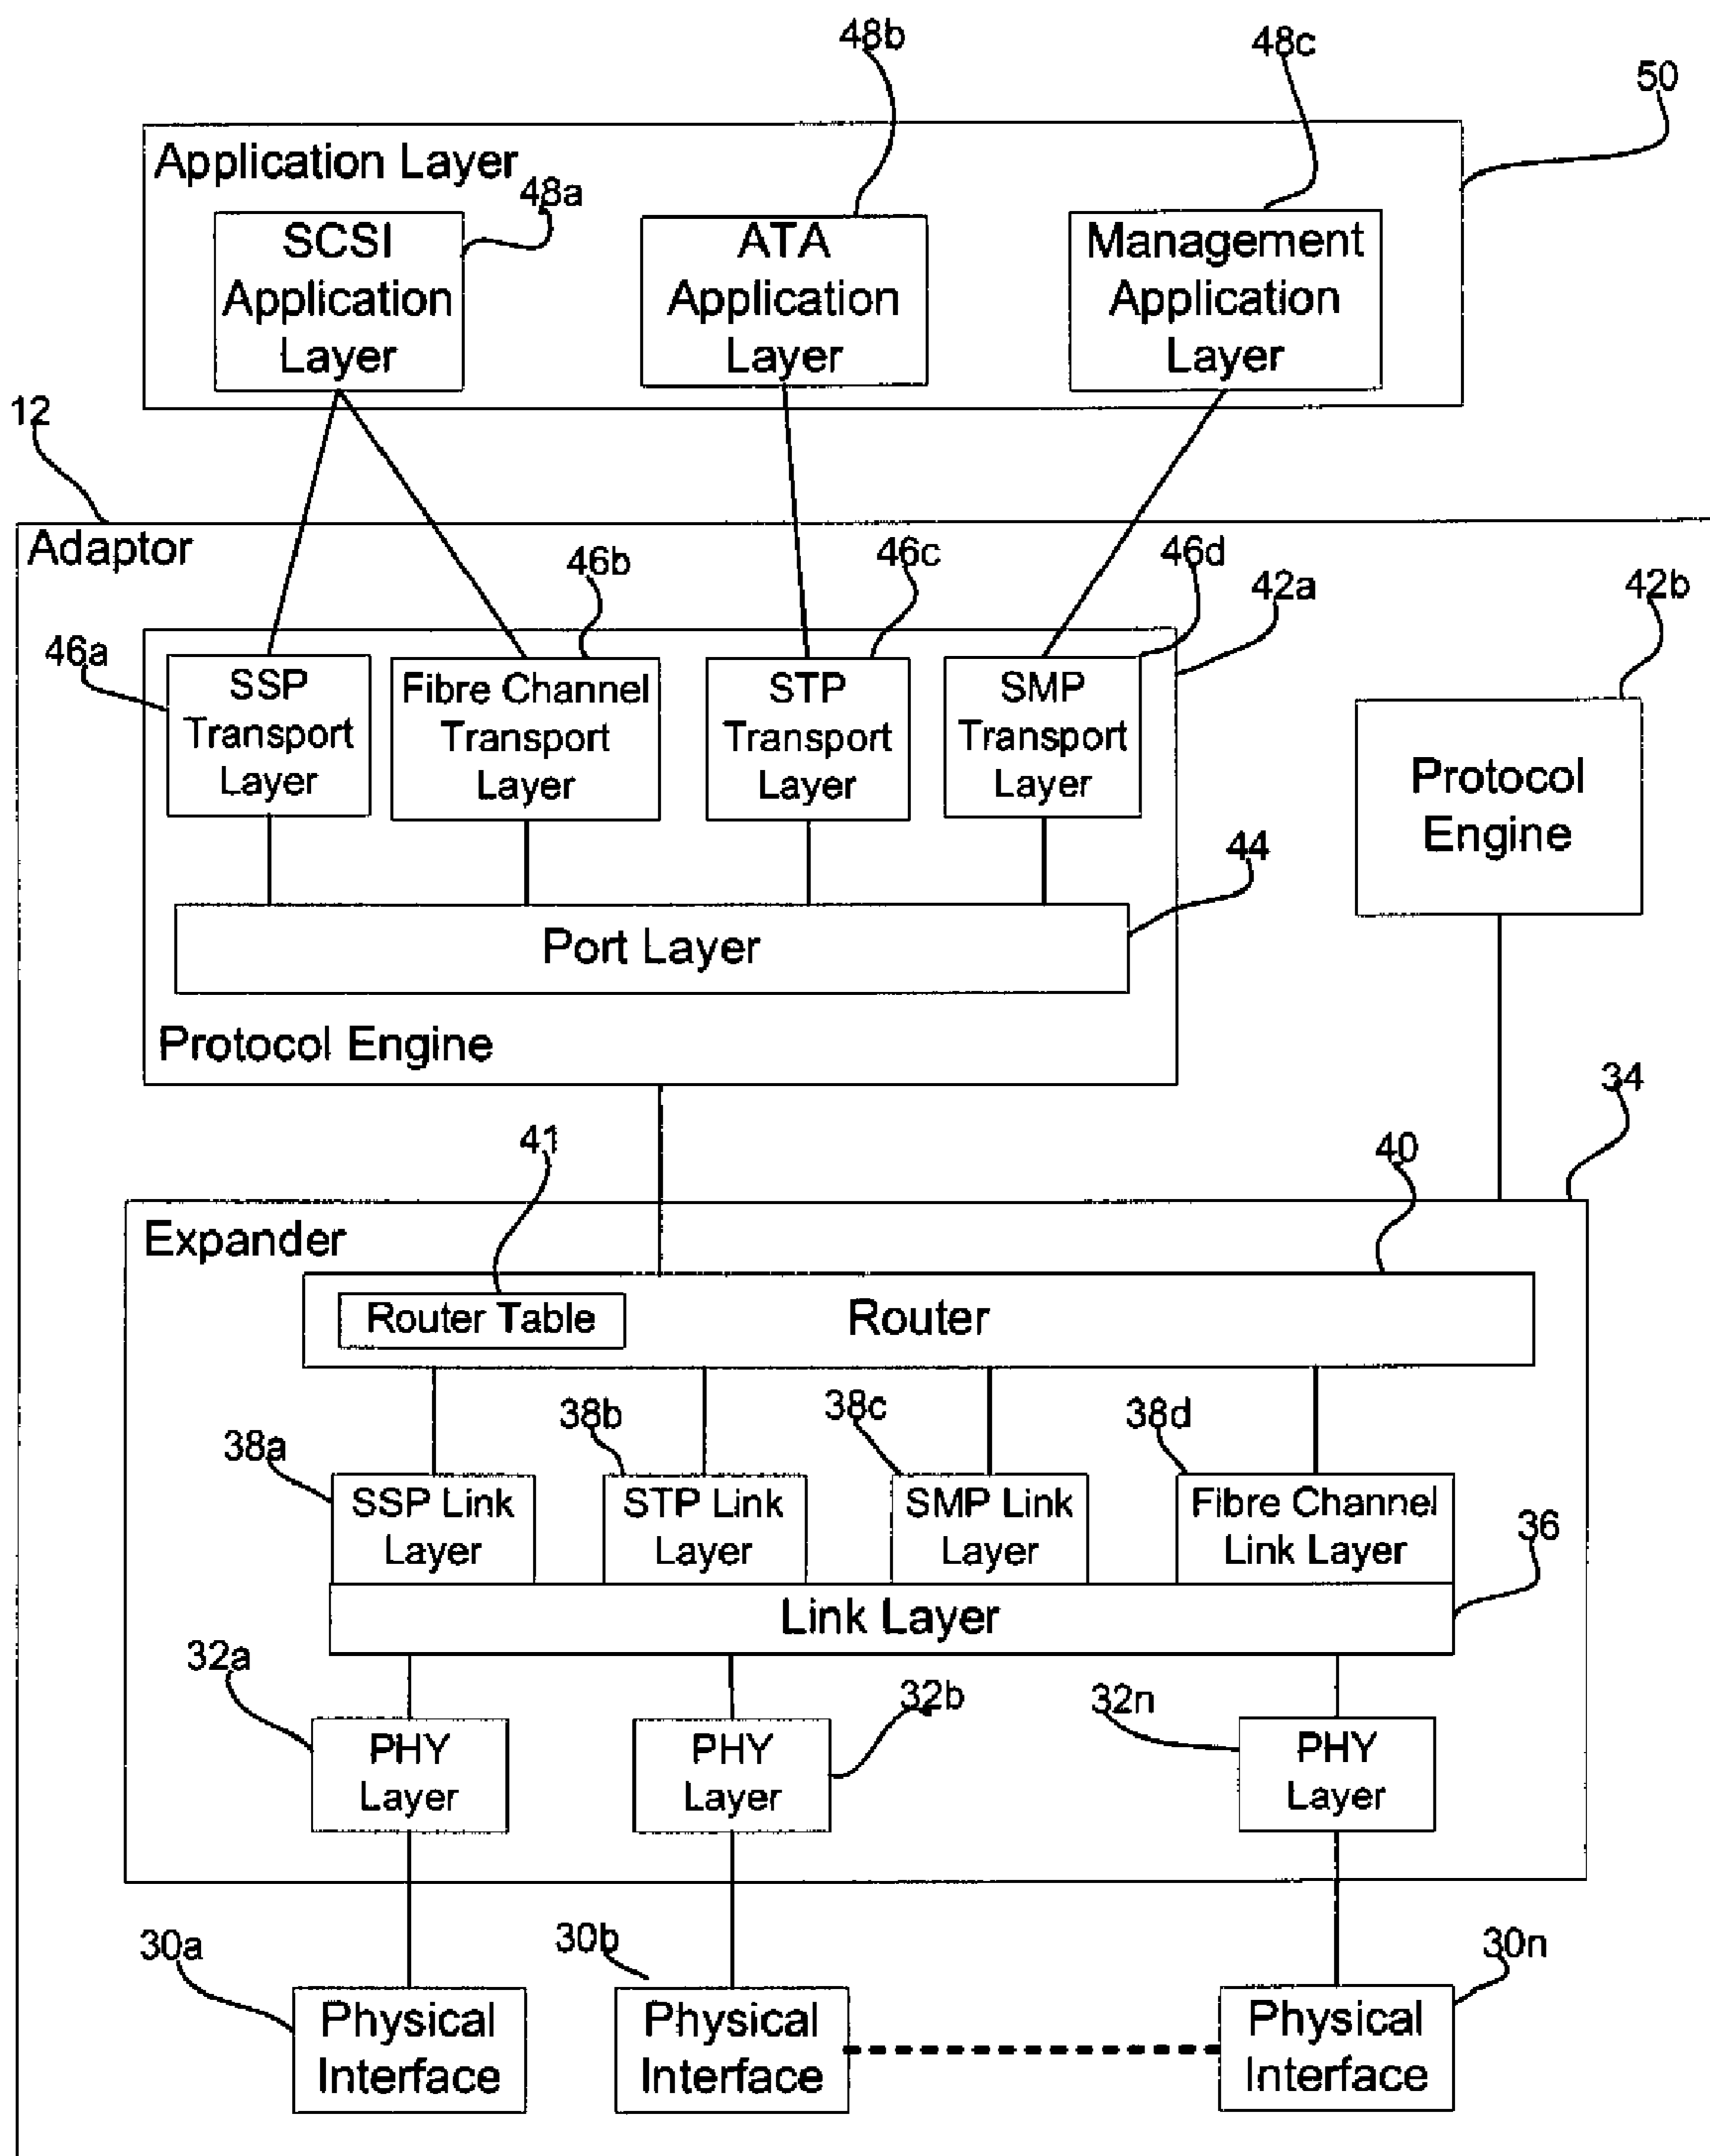 48b
48c
50
Application Layer
48a
SCSI
Application
Layer
ATA
Application
Layer
Management
Application
Layer
12
Adaptor
46b
46c
46d
42a
42b
46a
SSP
Transport
Layer
Fibre Channel
Transport
Layer
STP
Transport
Layer
SMP
Transport
Layer
Protocol
Engine
44
Port Layer
Protocol Engine
34
41
40
Expander
Router Table
Router
38a
38b
38c
38d
SSP Link
Layer
STP Link
Layer
SMP Link
Layer
Fibre Channel
Link Layer
36
Link Layer
32a
32b
32n
PHY
Layer
PHY
Layer
PHY
Layer
30a
30b
30n
Physical
Interface
Physical
Interface
Physical
Interface